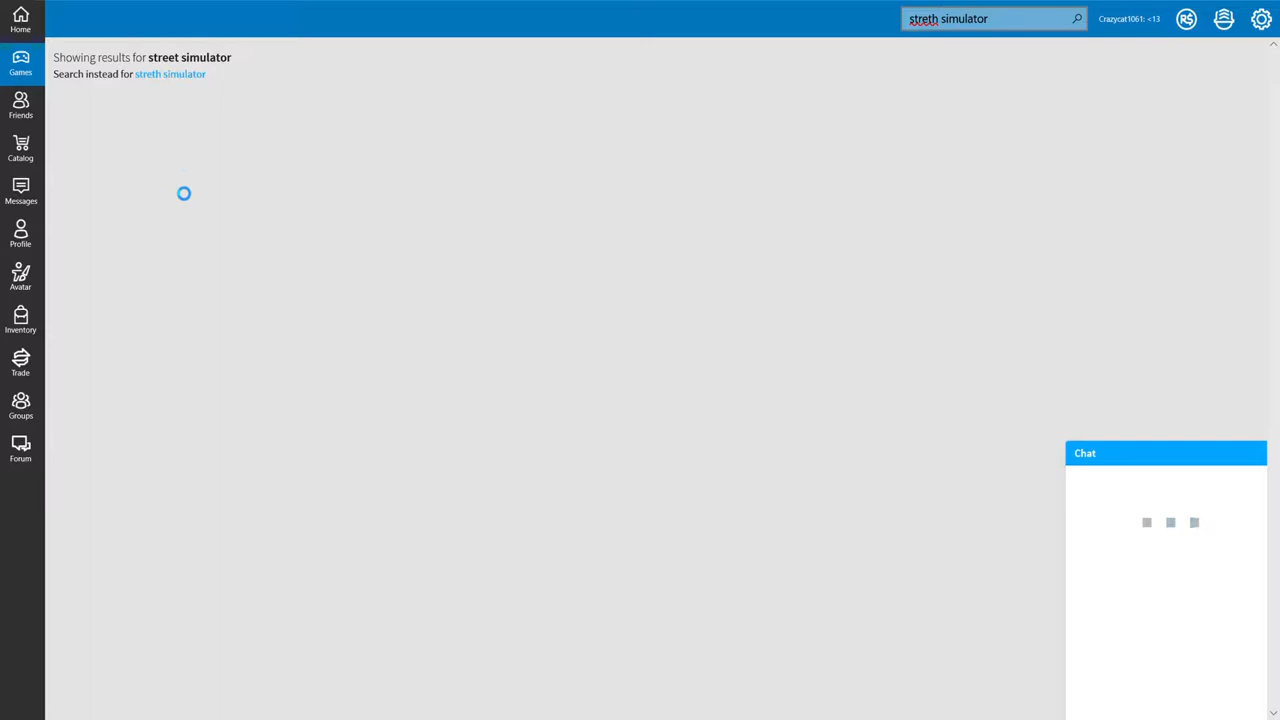 Home
streth simulator
Crazycat1061: <13
R$
Games
Showing results for street simulator
Search instead for streth simulator
Friends
Catalog
Messages
Profile
Avatar
Inventory
Trade
Groups
Forum
Chat